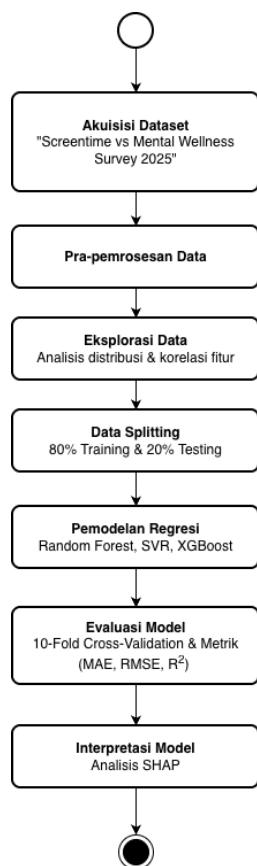 Akuisisi Dataset
"Screentime vs Mental Wellness
Survey 2025"
Pra-pemrosesan Data
Eksplorasi Data
Analisis distribusi & korelasi fitur
Data Splitting
80% Training & 20% Testing
Pemodelan Regresi
Random Forest, SVR, XGBoost
Evaluasi Model
10-Fold Cross-Validation & Metrik
(MAE, RMSE, R²)
Interpretasi Model
Analisis SHAP